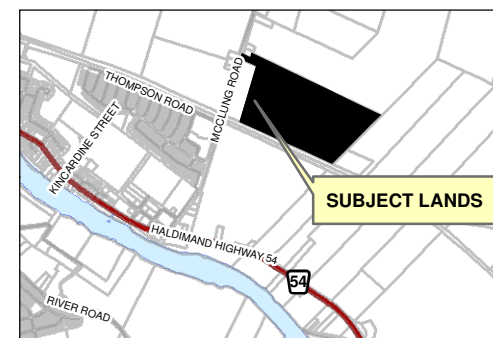 THOMPSON ROAD
MCCLUNG ROAD
KINCARDINE STREET
SUBJECT LANDS
HALDIMAND HIGHWAY 54
54
RIVER ROAD